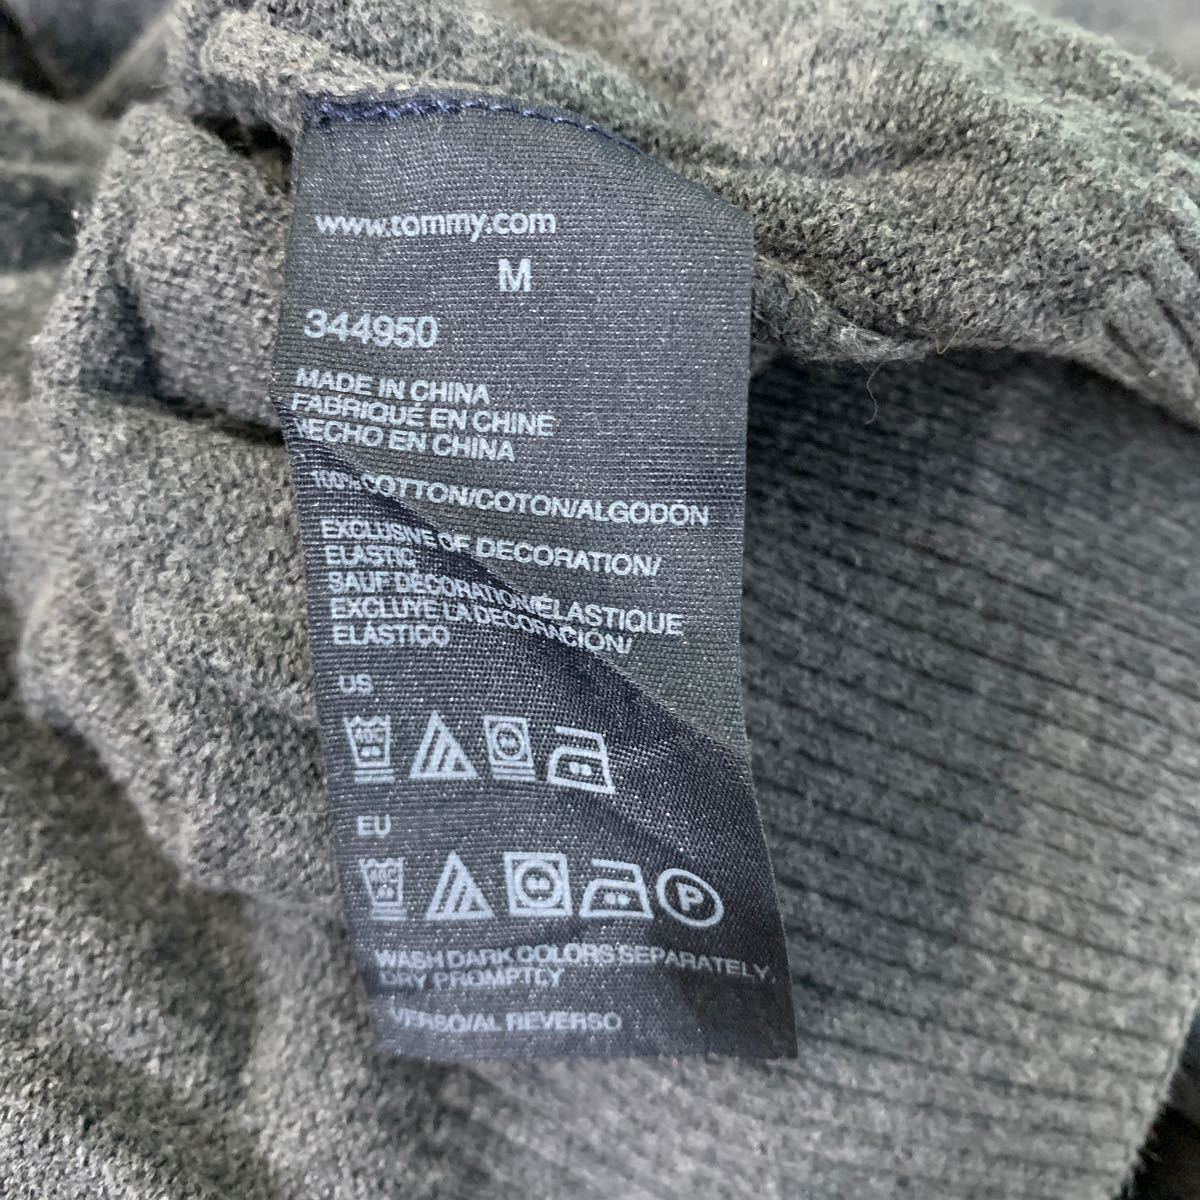 www.tommy.com
M
344950
MADE IN CHINA
FABRIQUÉ EN CHINE
HECHO EN CHINA
100% COTTON/COTON/ALGODÓN
EXCLUSIVE OF DECORATION/
ELASTIC
SAUF DÉCORATION/ÉLASTIQUE
EXCLUYE LA DECORACIÓN/
ELÁSTICO
US
EU
P
WASH DARK COLORS SEPARATELY,
DRY PROMPTLY
VERSO/AL REVERSO